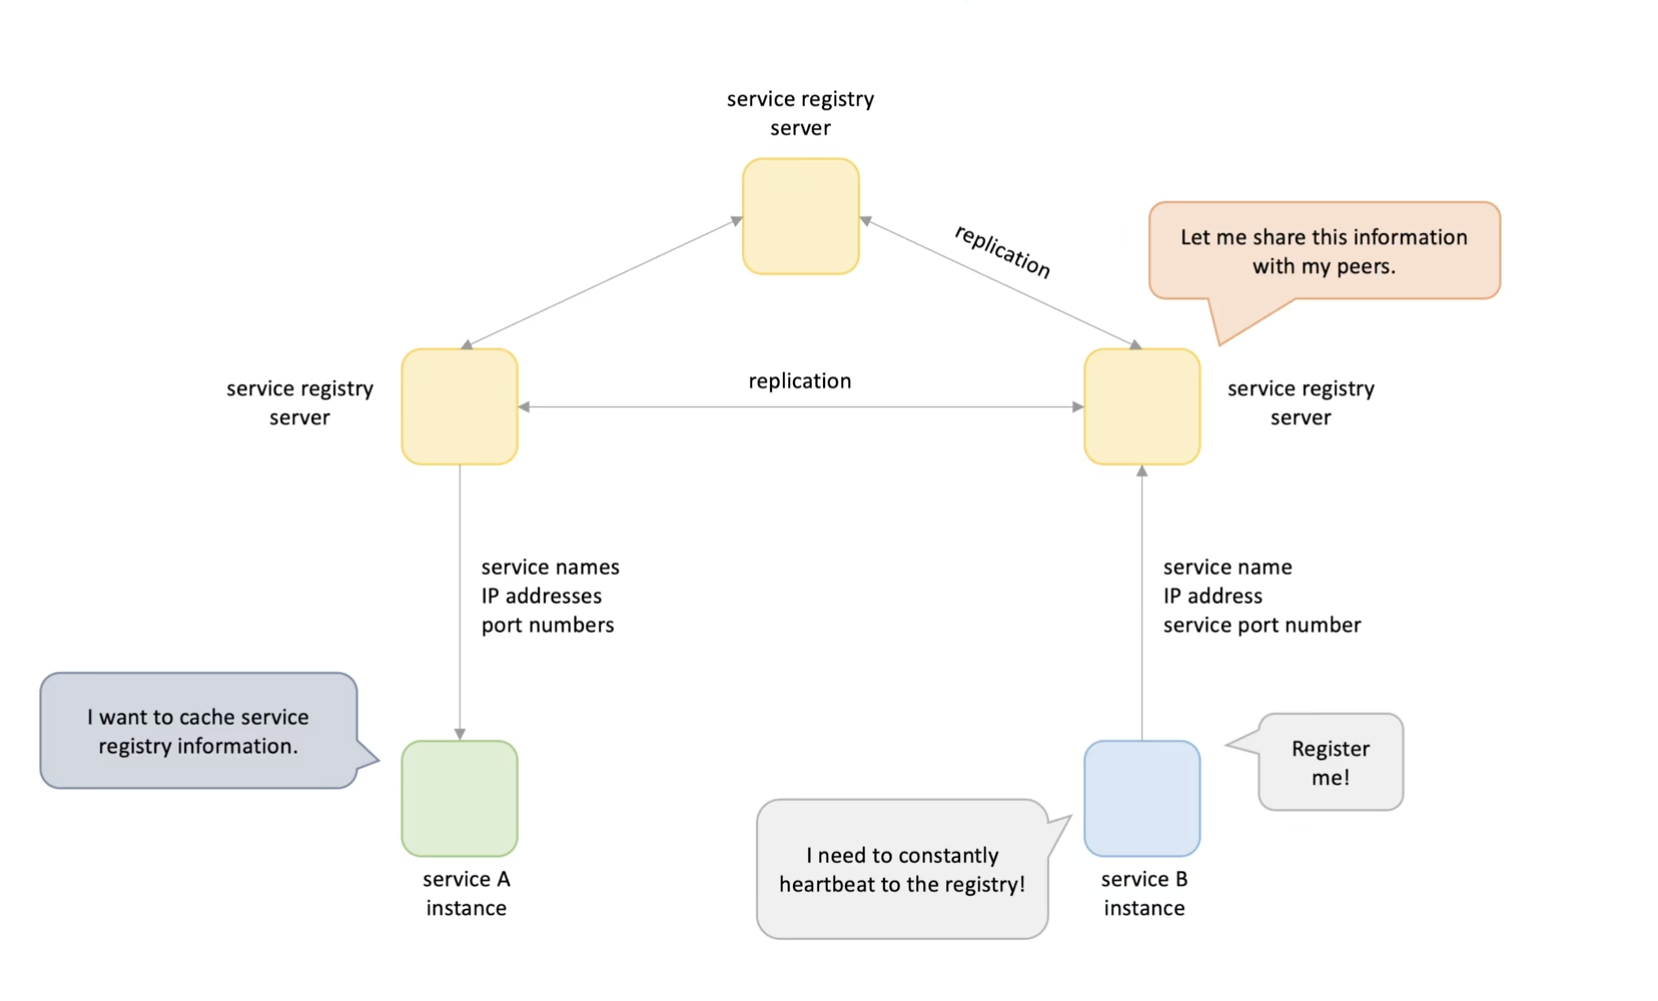 service registry
server
replication
Let me share this information
with my peers.
service registry
server
replication
service registry
server
service names
IP addresses
port numbers
service name
IP address
service port number
I want to cache service
registry information.
Register
me!
I need to constantly
heartbeat to the registry!
service A
instance
service B
instance